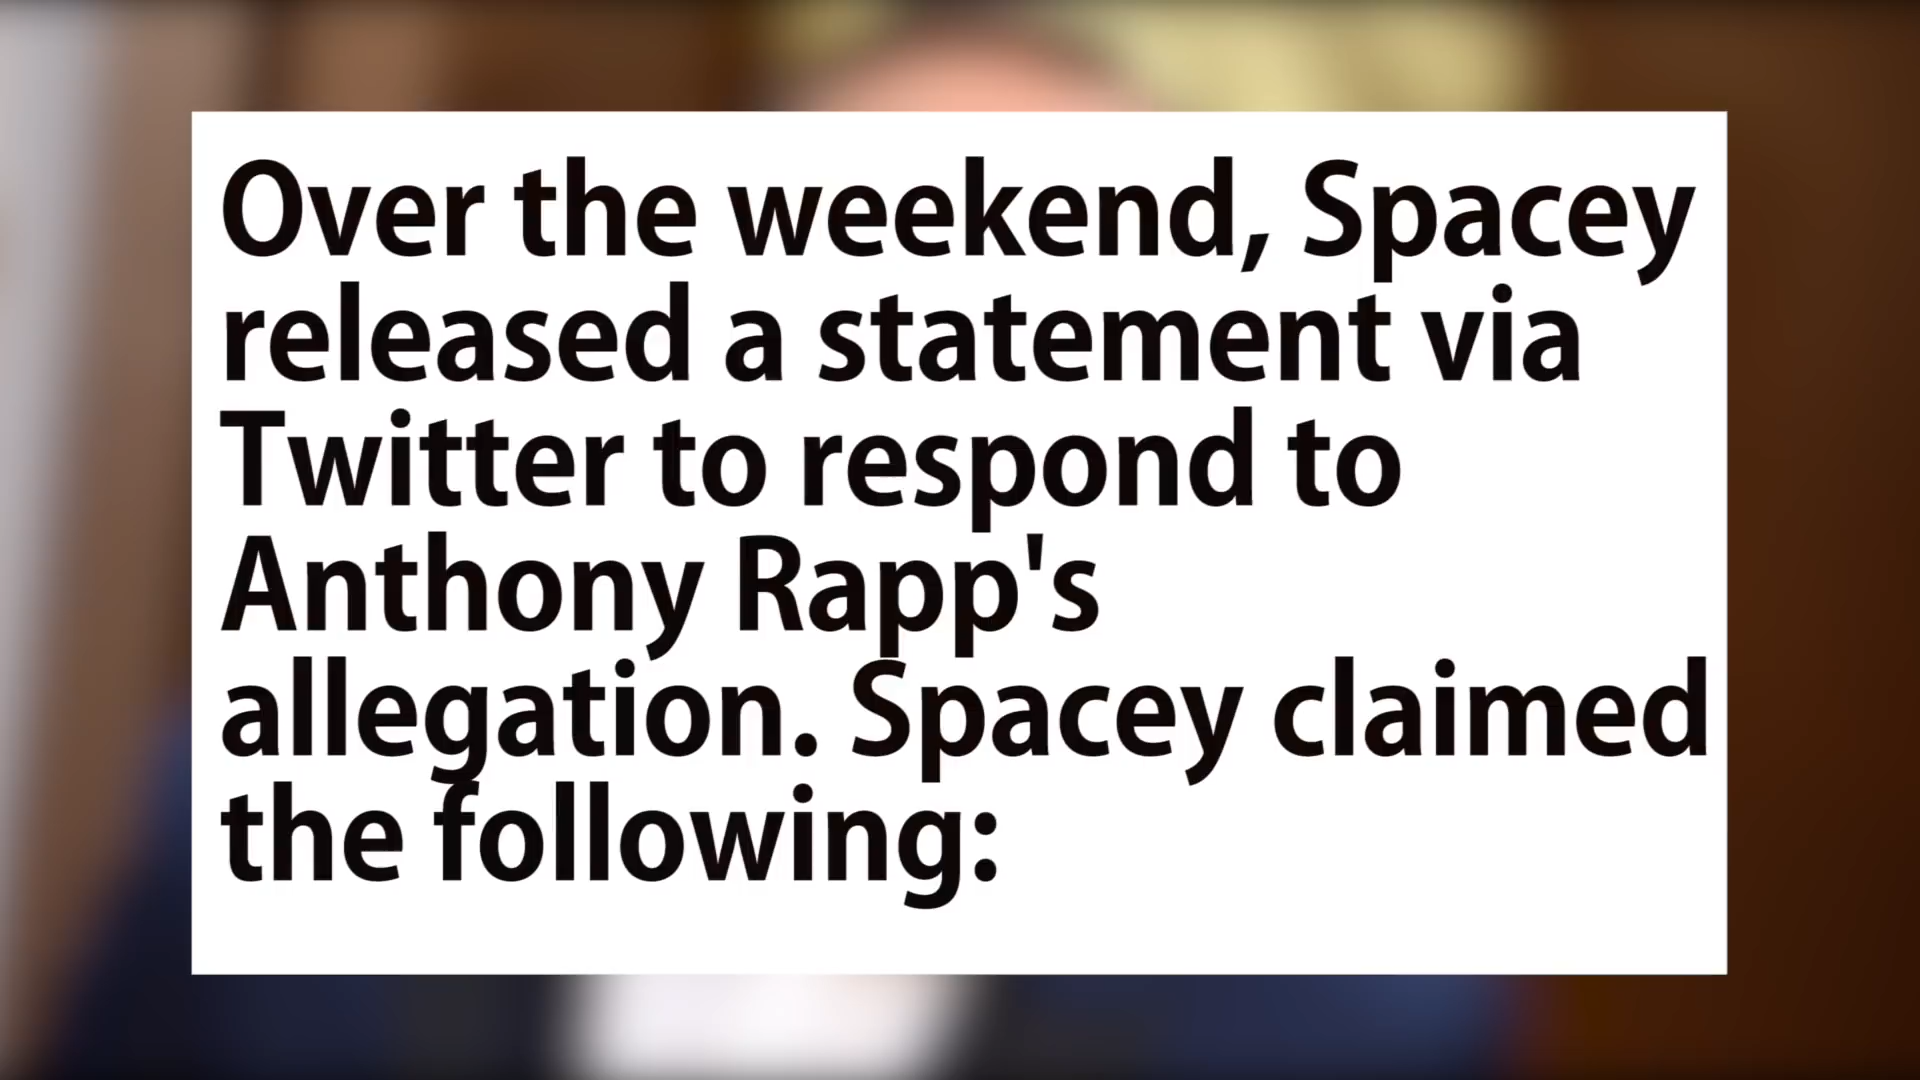 Over the weekend, Spacey
released a statement via
Twitter to respond to
Anthony Rapp's
allegation. Spacey claimed
the following: